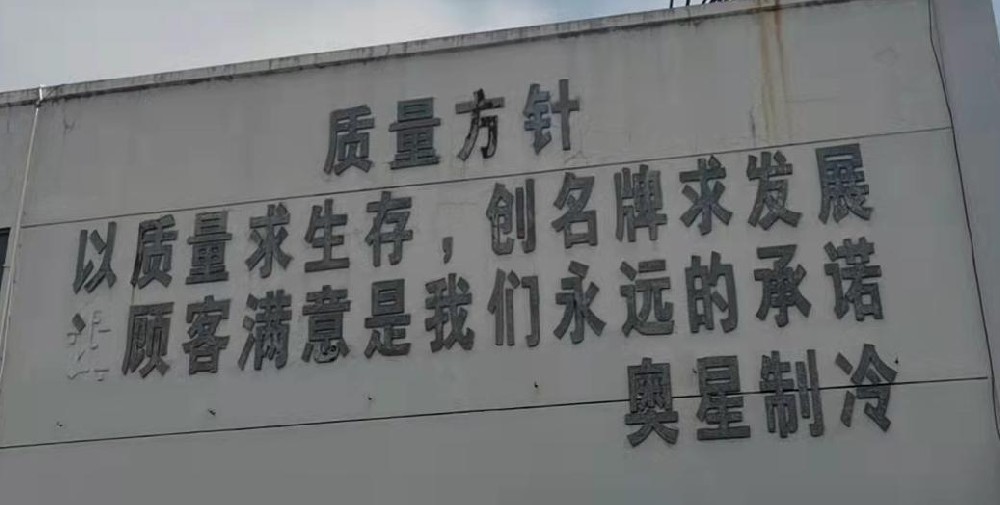 质量方针
以质量求生存，创名牌求发展
让顾客满意是我们永远的承诺
奥星制冷